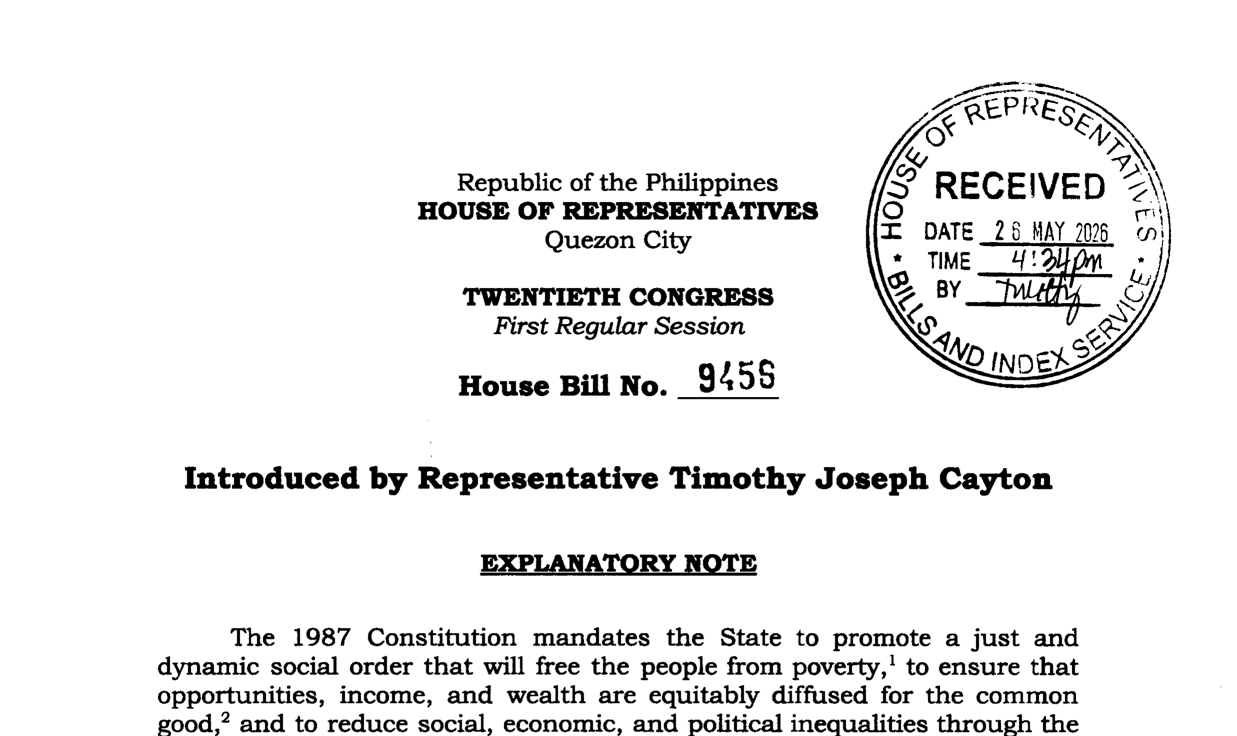 Republic of the Philippines
HOUSE OF REPRESENTATIVES
Quezon City
TWENTIETH CONGRESS
First Regular Session
HOUSE OF REPRESENTATIVES
RECEIVED
DATE 26 MAY 2026
TIME 4:34pm
BY
* BILLS AND INDEX SERVICE *
House Bill No. 9456
Introduced by Representative Timothy Joseph Cayton
EXPLANATORY NOTE
The 1987 Constitution mandates the State to promote a just and
dynamic social order that will free the people from poverty,¹ to ensure that
opportunities, income, and wealth are equitably diffused for the common
good,² and to reduce social, economic, and political inequalities through the